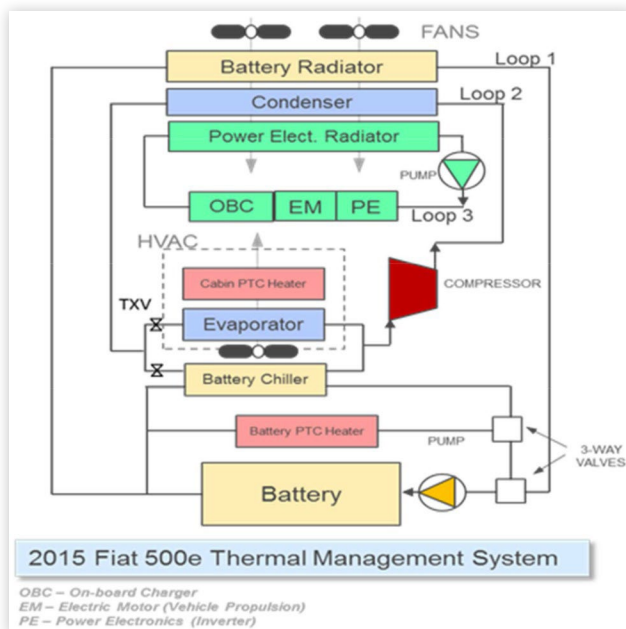 FANS
Battery Radiator
Loop 1
Condenser
Loop 2
Power Elect. Radiator
PUMP
OBC
EM
PE
Loop 3
HVAC
Cabin PTC Heater
COMPRESSOR
TXV
Evaporator
Battery Chiller
Battery PTC Heater
PUMP
3-WAY
VALVES
Battery
2015 Fiat 500e Thermal Management System
OBC – On-board Charger
EM – Electric Motor (Vehicle Propulsion)
PE – Power Electronics (Inverter)